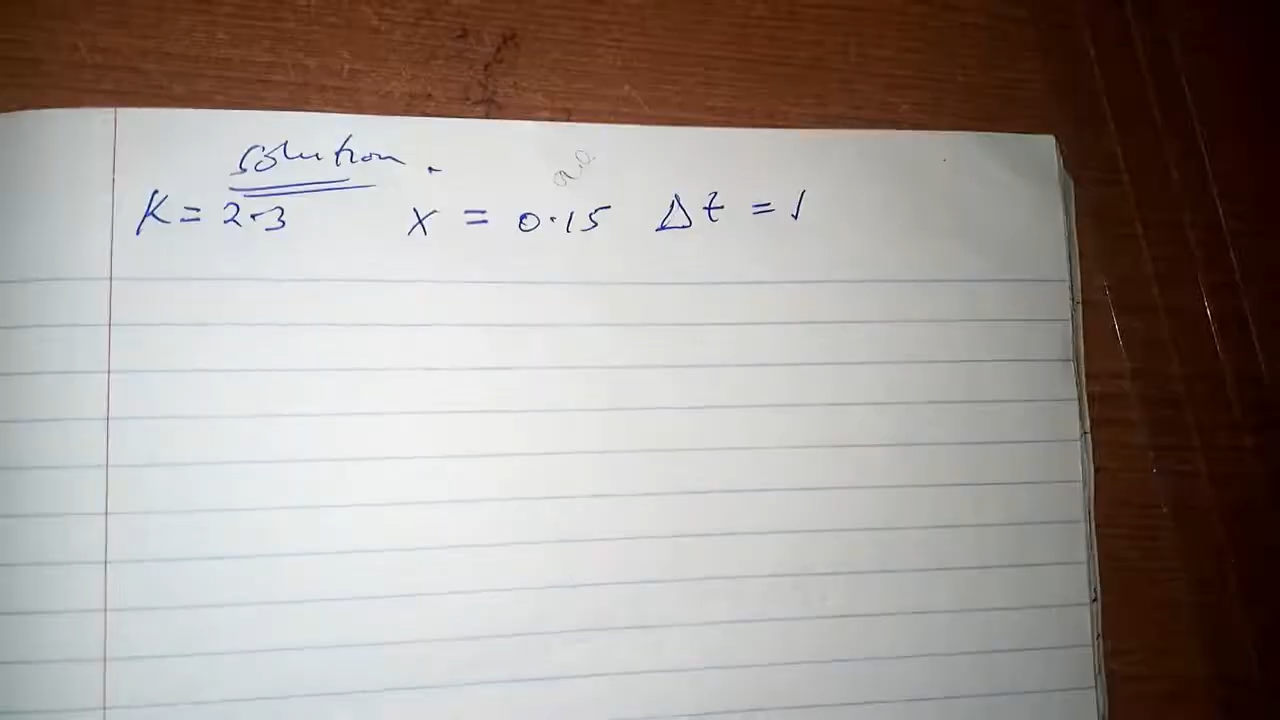 solution.
K = 2.3 x = 0.15 Δt = 1